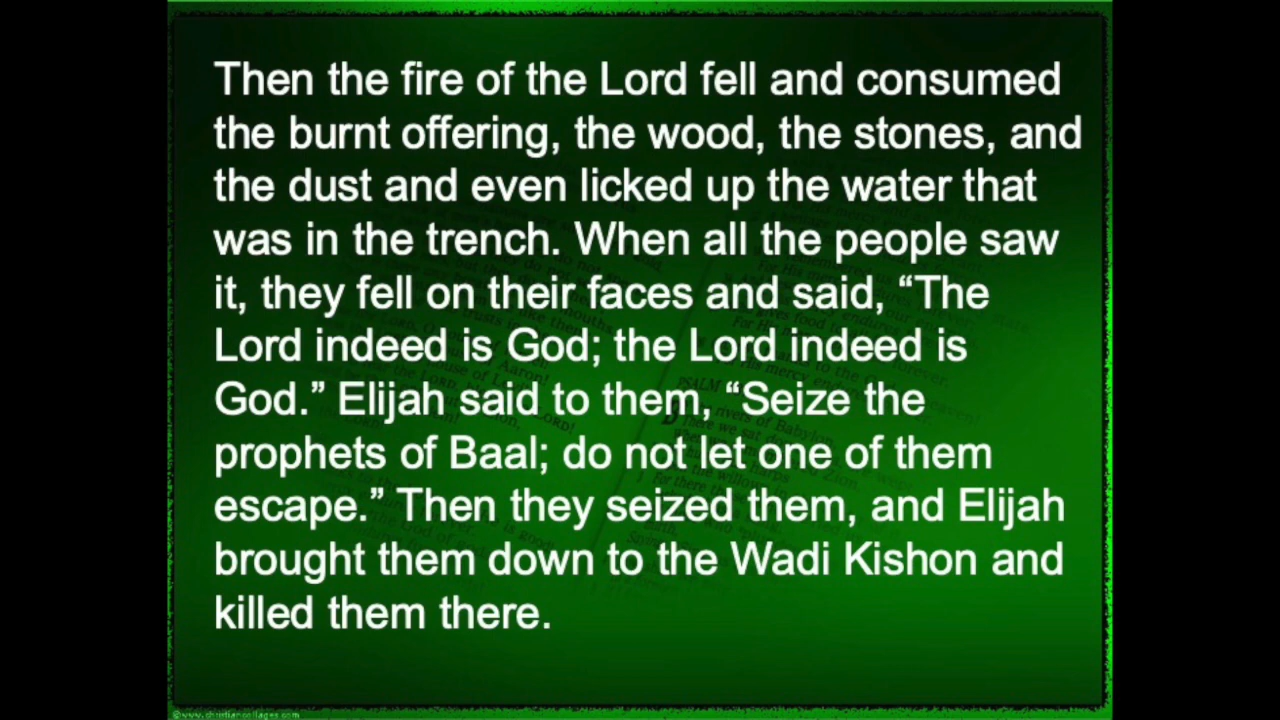 Then the fire of the Lord fell and consumed
the burnt offering, the wood, the stones, and
the dust and even licked up the water that
was in the trench. When all the people saw
it, they fell on their faces and said, “The
Lord indeed is God; the Lord indeed is
God.” Elijah said to them, “Seize the
prophets of Baal; do not let one of them
escape.” Then they seized them, and Elijah
brought them down to the Wadi Kishon and
killed them there.
©www.christiancollages.com